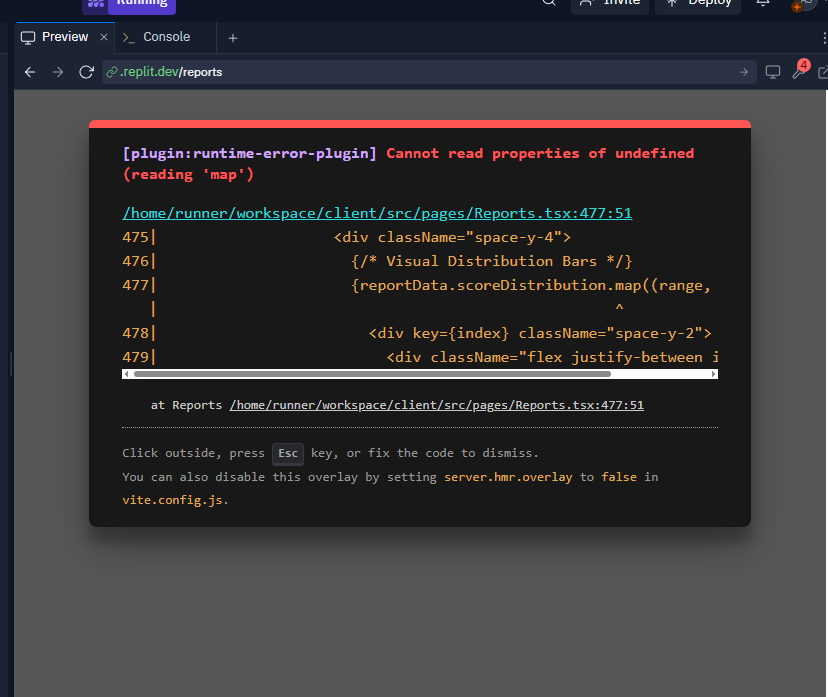 Running
Invite
Deploy
Preview
Console
.replit.dev/reports
4
[plugin:runtime-error-plugin] Cannot read properties of undefined
(reading 'map')
/home/runner/workspace/client/src/pages/Reports.tsx:477:51
475|                    <div className="space-y-4">
476|                      {/* Visual Distribution Bars */}
477|                      {reportData.scoreDistribution.map((range,
|                                                    ^
478|                        <div key={index} className="space-y-2">
479|                          <div className="flex justify-between i
at Reports /home/runner/workspace/client/src/pages/Reports.tsx:477:51
Click outside, press Esc key, or fix the code to dismiss.
You can also disable this overlay by setting server.hmr.overlay to false in
vite.config.js.